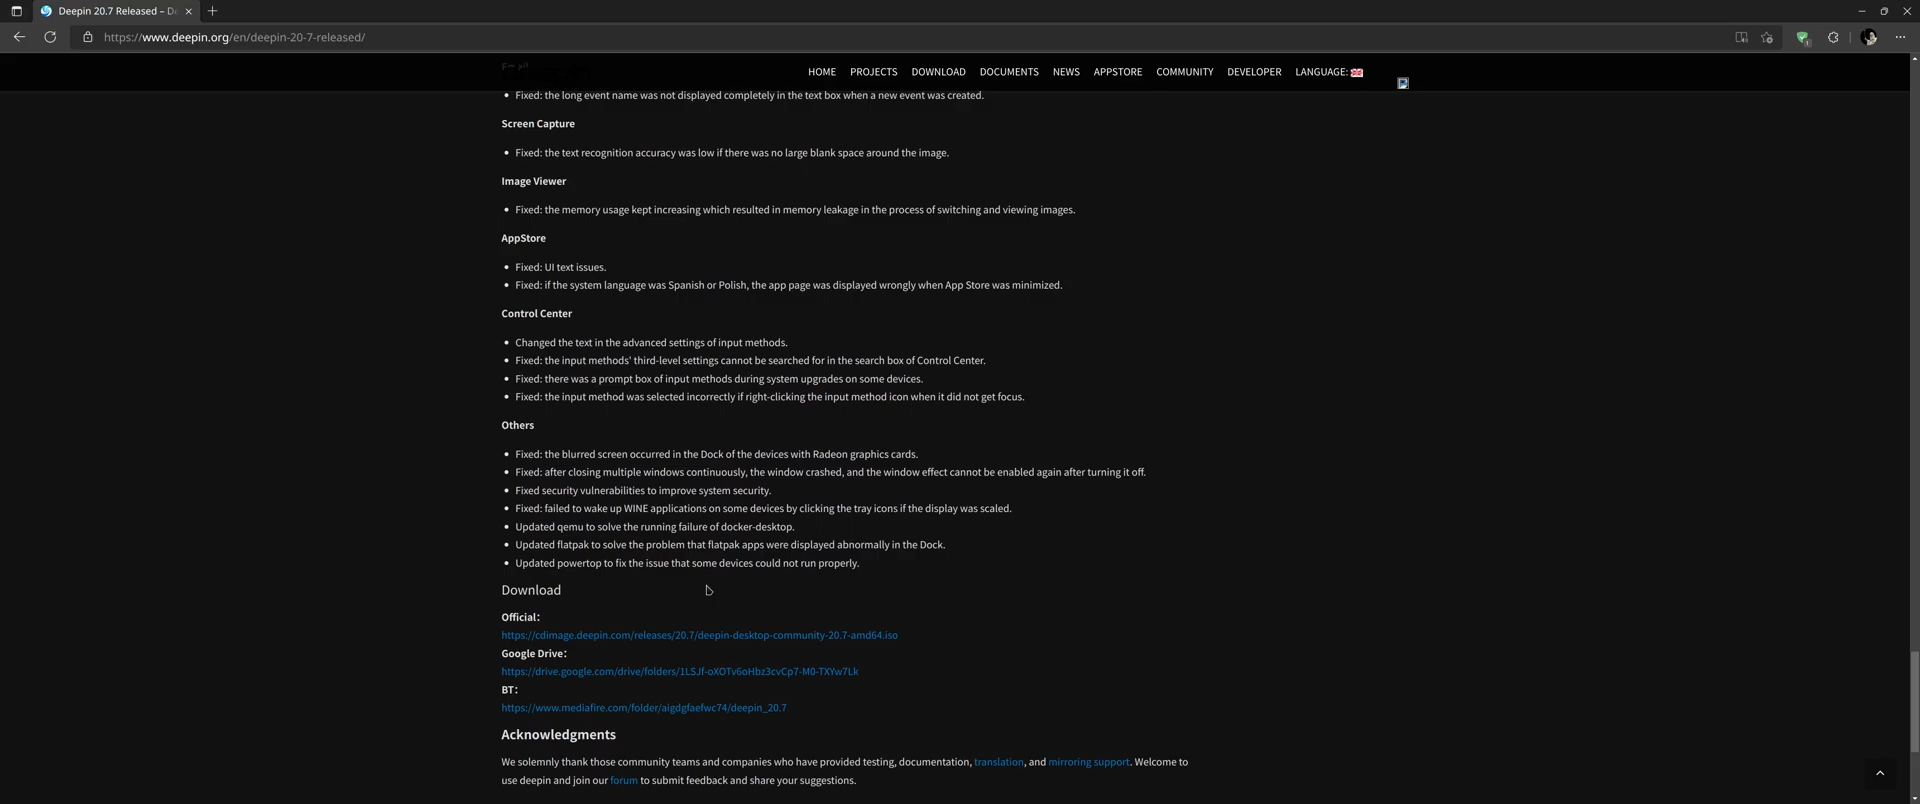 Deepin 20.7 Released – De
https://www.deepin.org/en/deepin-20-7-released/
1
HOME PROJECTS DOWNLOAD DOCUMENTS NEWS APPSTORE COMMUNITY DEVELOPER LANGUAGE:
• Fixed: the long event name was not displayed completely in the text box when a new event was created.
Screen Capture
• Fixed: the text recognition accuracy was low if there was no large blank space around the image.
Image Viewer
• Fixed: the memory usage kept increasing which resulted in memory leakage in the process of switching and viewing images.
AppStore
• Fixed: UI text issues.
• Fixed: if the system language was Spanish or Polish, the app page was displayed wrongly when App Store was minimized.
Control Center
• Changed the text in the advanced settings of input methods.
• Fixed: the input methods' third-level settings cannot be searched for in the search box of Control Center.
• Fixed: there was a prompt box of input methods during system upgrades on some devices.
• Fixed: the input method was selected incorrectly if right-clicking the input method icon when it did not get focus.
Others
• Fixed: the blurred screen occurred in the Dock of the devices with Radeon graphics cards.
• Fixed: after closing multiple windows continuously, the window crashed, and the window effect cannot be enabled again after turning it off.
• Fixed security vulnerabilities to improve system security.
• Fixed: failed to wake up WINE applications on some devices by clicking the tray icons if the display was scaled.
• Updated qemu to solve the running failure of docker-desktop.
• Updated flatpak to solve the problem that flatpak apps were displayed abnormally in the Dock.
• Updated powertop to fix the issue that some devices could not run properly.
Download
Official：
https://cdimage.deepin.com/releases/20.7/deepin-desktop-community-20.7-amd64.iso
Google Drive：
https://drive.google.com/drive/folders/1LSJf-oXOTv6oHbz3cvCp7-M0-TXYw7Lk
BT：
https://www.mediafire.com/folder/aigdgfaefwc74/deepin_20.7
Acknowledgments
We solemnly thank those community teams and companies who have provided testing, documentation, translation, and mirroring support. Welcome to
use deepin and join our forum to submit feedback and share your suggestions.